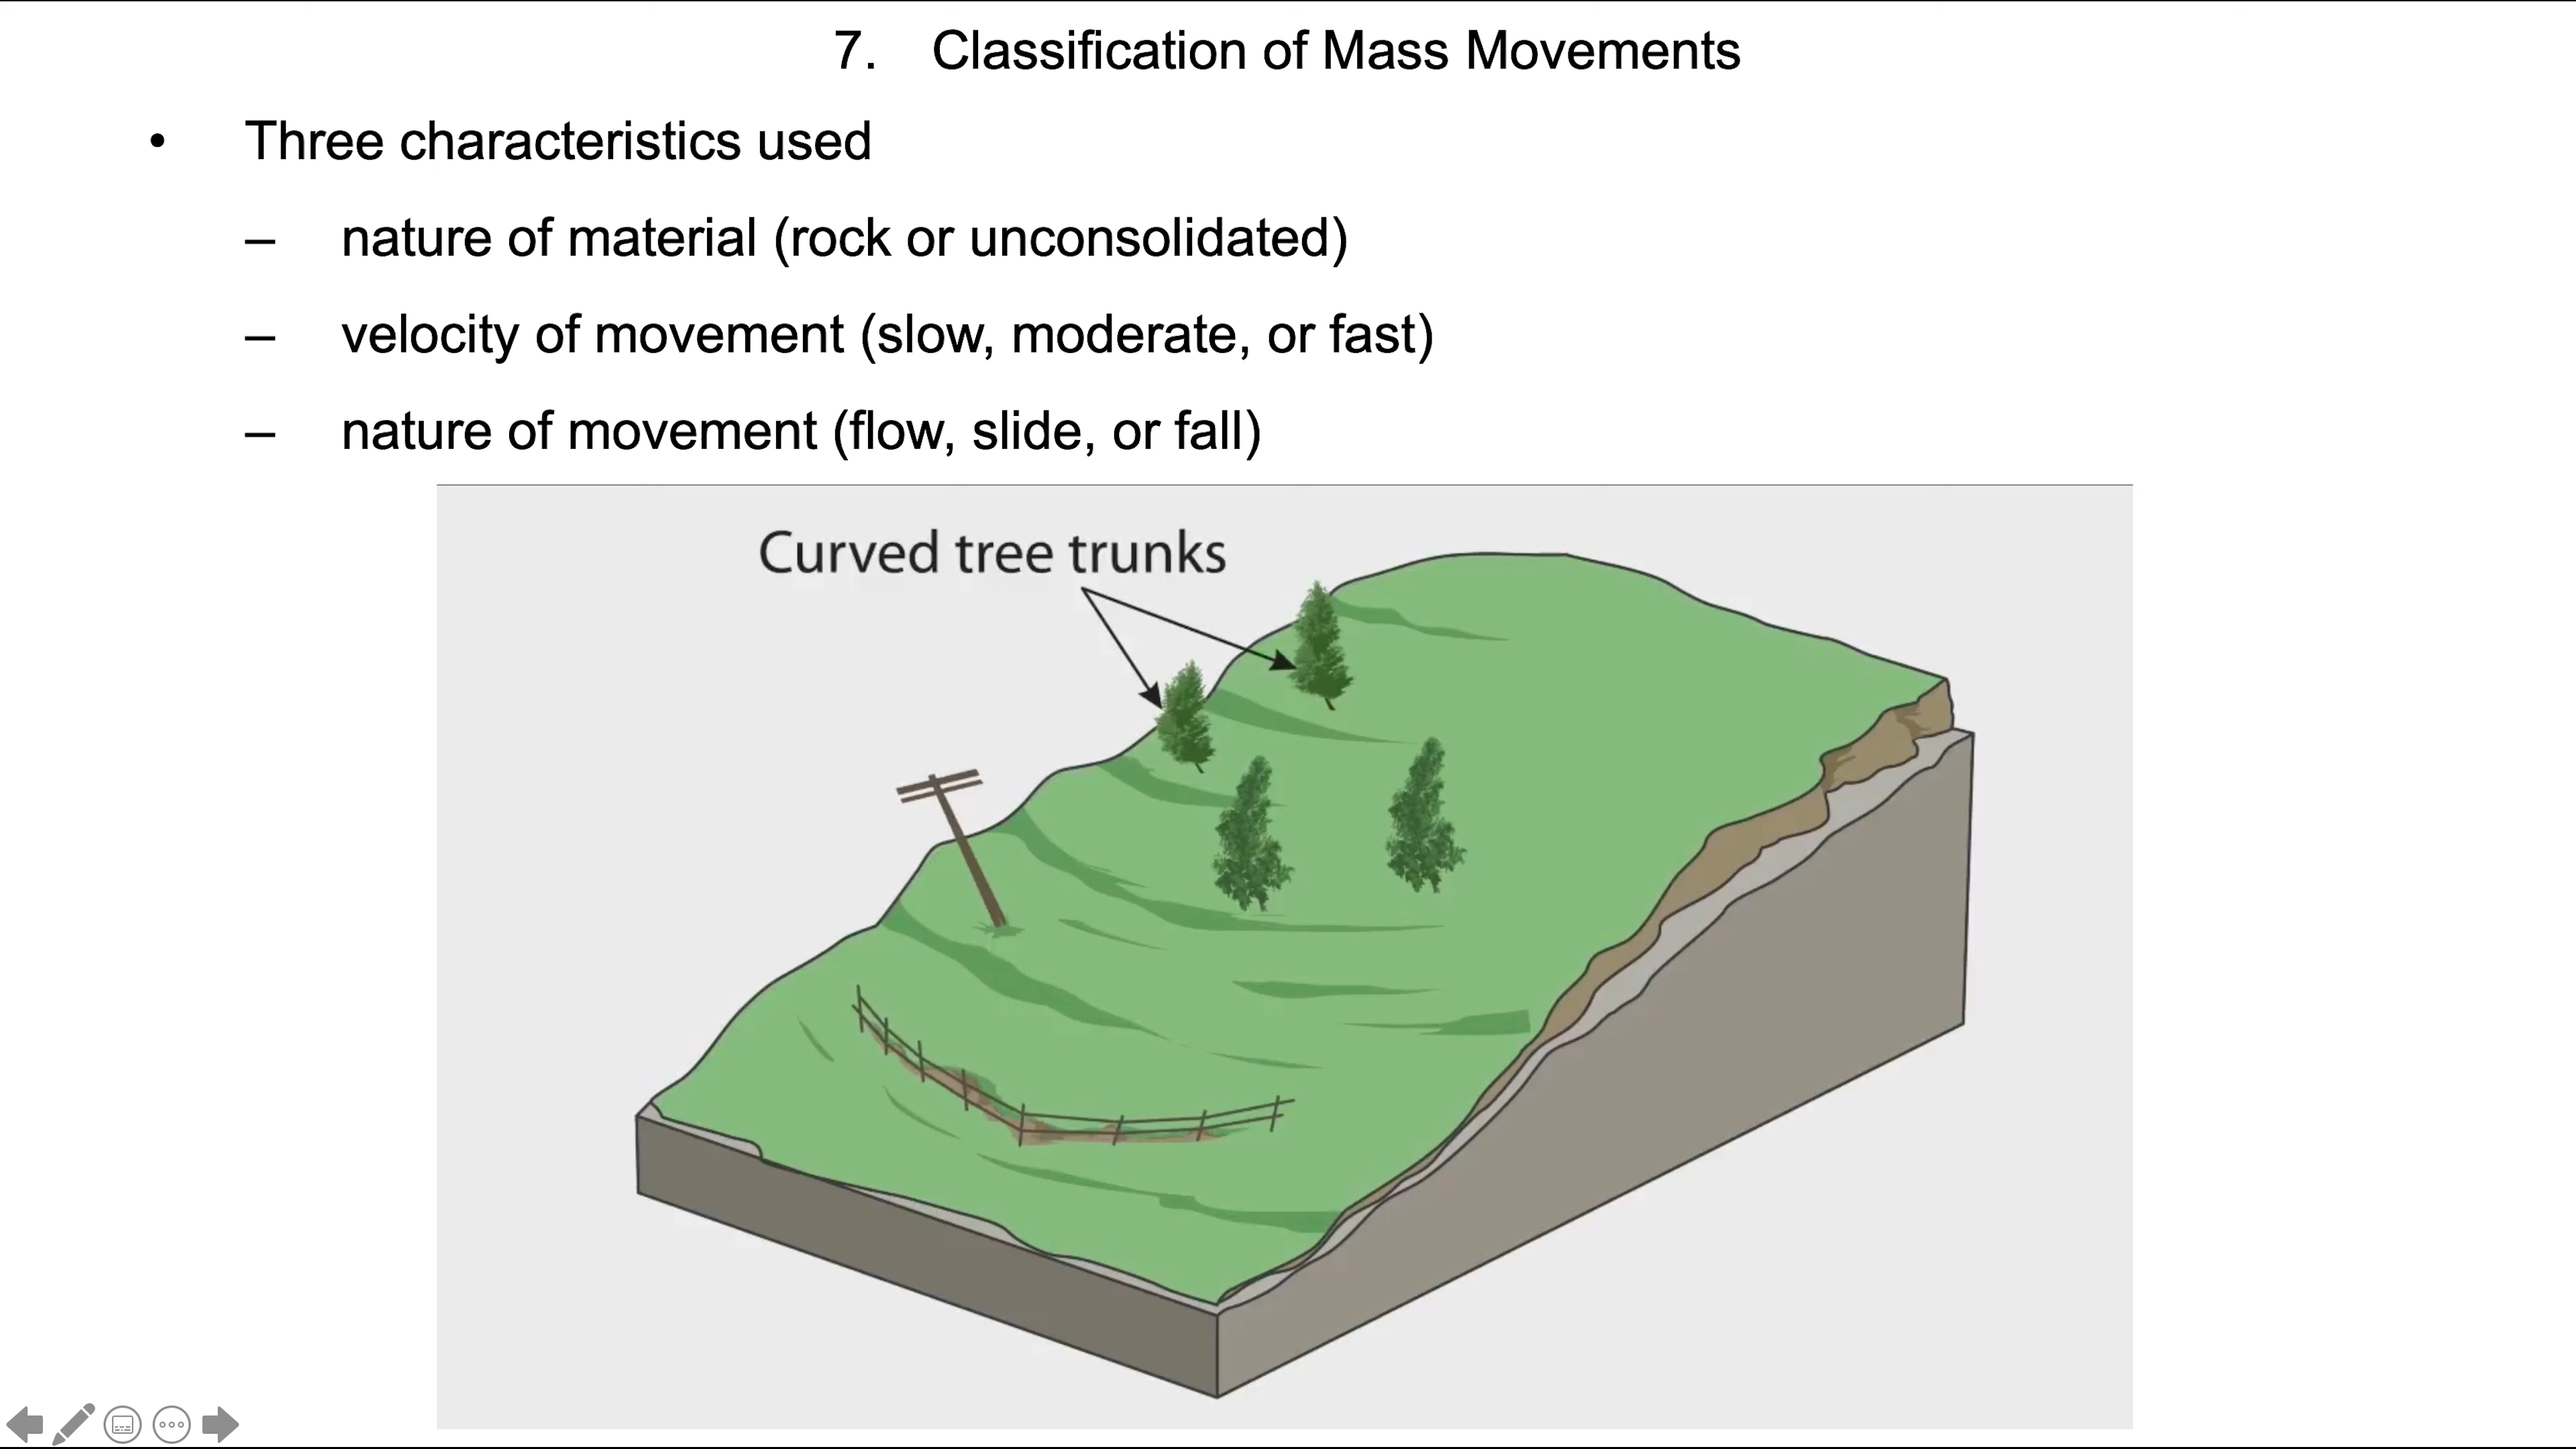 7. Classification of Mass Movements
• Three characteristics used
– nature of material (rock or unconsolidated)
– velocity of movement (slow, moderate, or fast)
– nature of movement (flow, slide, or fall)
Curved tree trunks